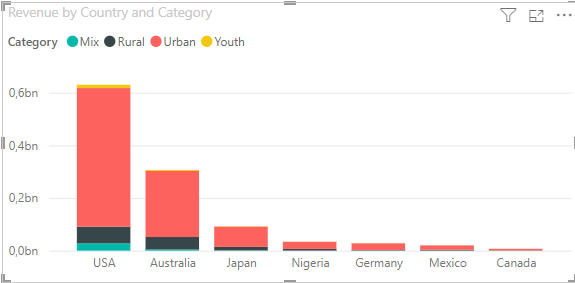 Revenue by Country and Category
Category Mix Rural Urban Youth
0,6bn
0,4bn
0,2bn
0,0bn
USA Australia Japan Nigeria Germany Mexico Canada